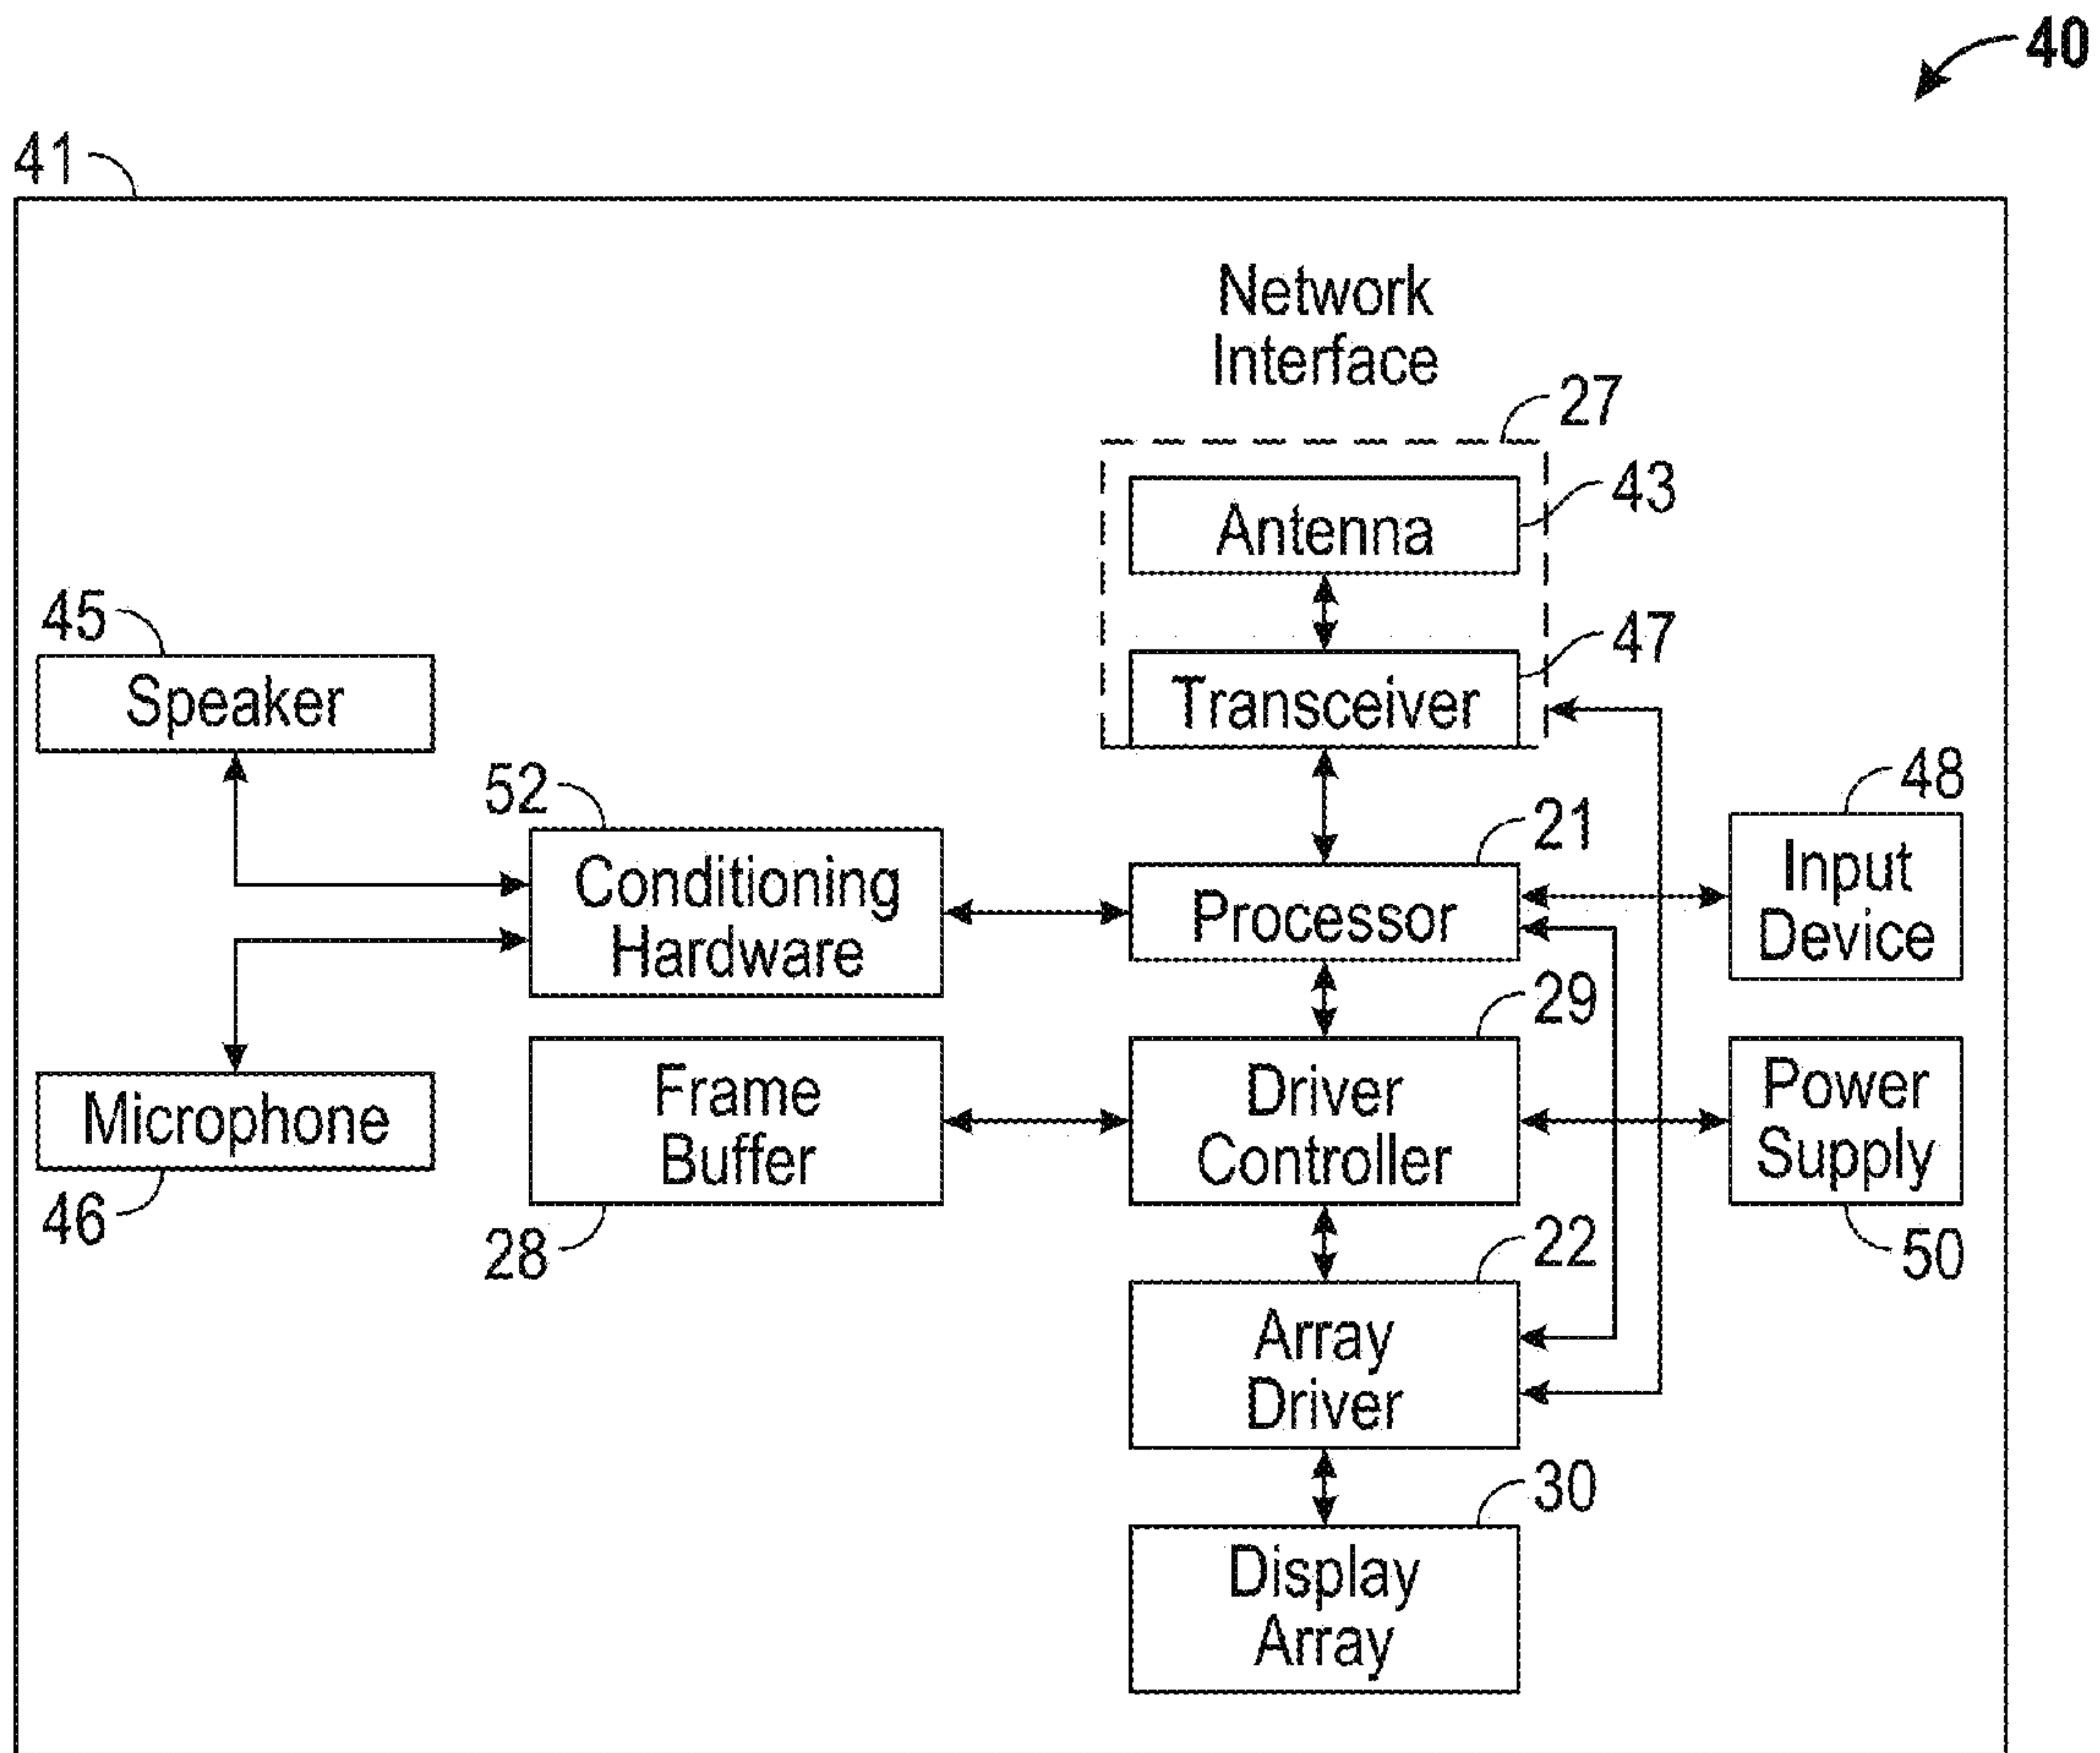 40
41
Network
Interface
27
Antenna
43
45
Speaker
47
Transceiver
52
Conditioning
Hardware
21
Processor
48
Input
Device
Microphone
46
Frame
Buffer
28
29
Driver
Controller
Power
Supply
50
22
Array
Driver
30
Display
Array